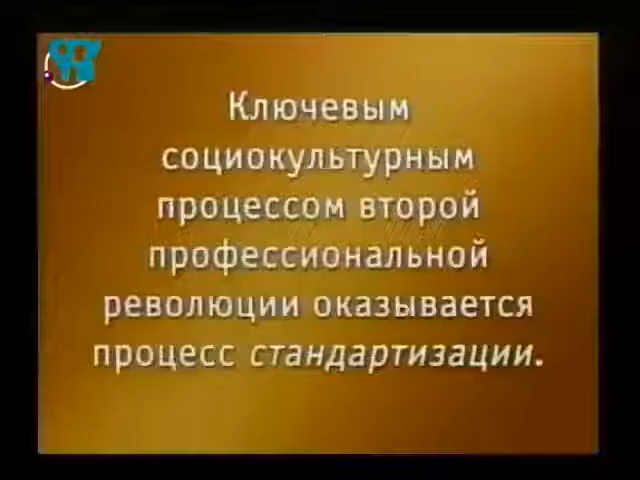 Ключевым
социокультурным
процессом второй
профессиональной
революции оказывается
процесс стандартизации.